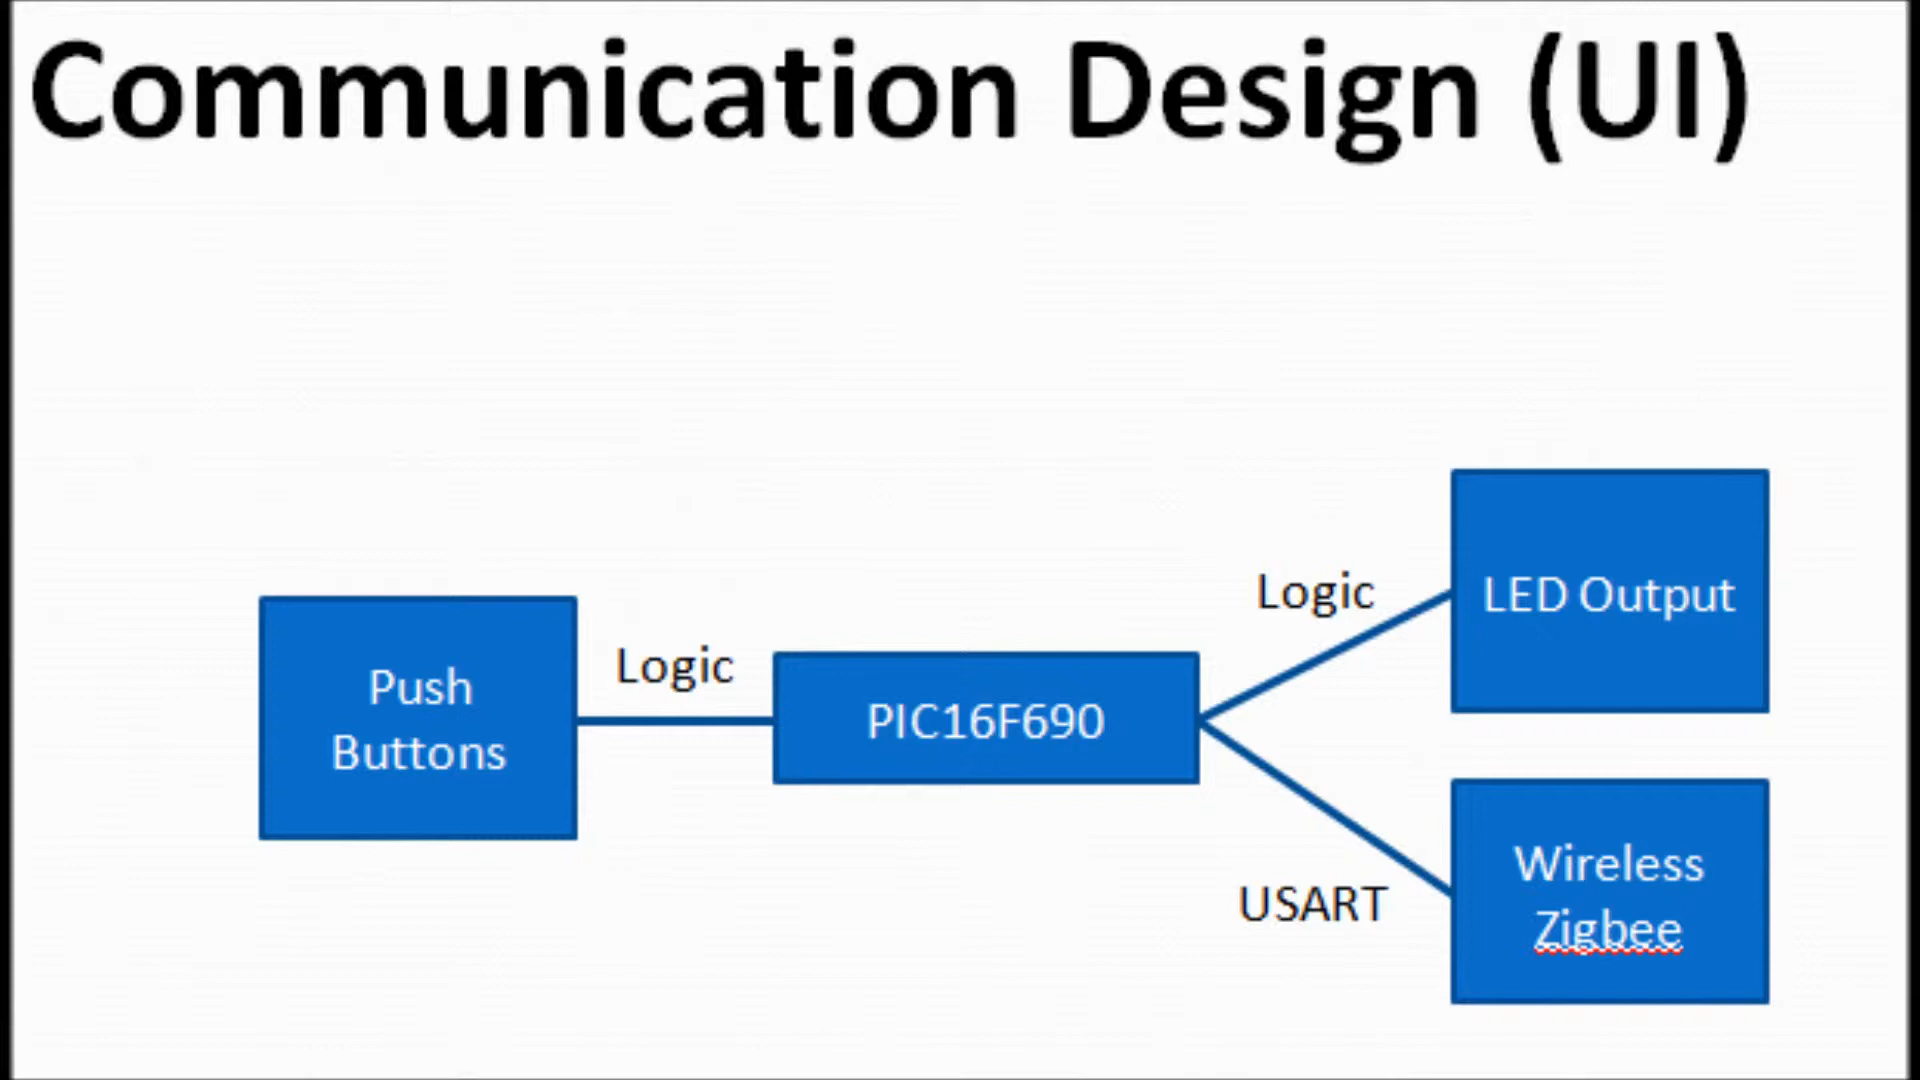 Communication Design (UI)
Push
Buttons
Logic
PIC16F690
Logic
LED Output
USART
Wireless
Zigbee